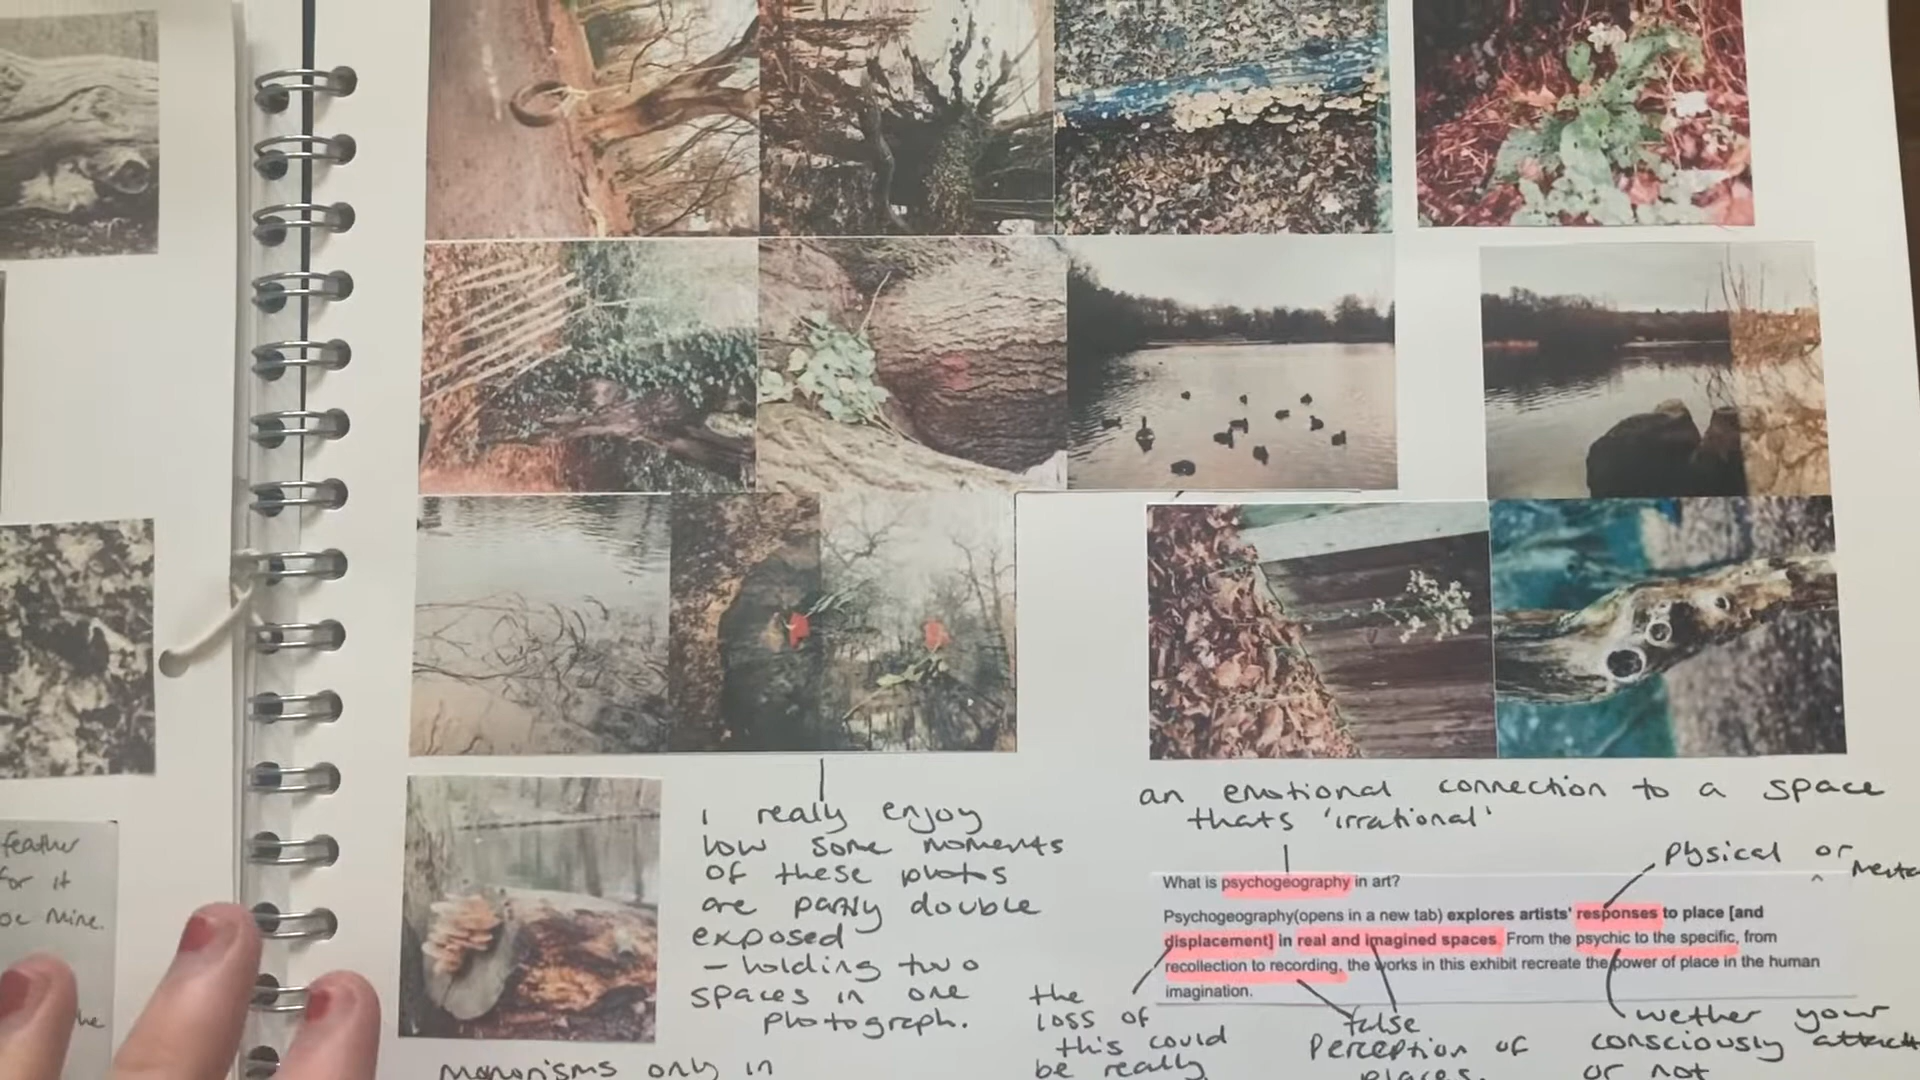 feather
for it
be mine.
he
I really enjoy
how some moments
of these photos
are partly double
exposed
– holding two
spaces in one
photograph.
only in
an emotional connection to a space
thats 'irrational'
Pysical or
^
What is psychogeography in art?
Psychogeography(opens in a new tab) explores artists' responses to place [and
displacement] in real and imagined spaces. From the psychic to the specific, from
recollection to recording, the works in this exhibit recreate the power of place in the human
imagination.
the
loss of
this could
be really
false
Perception of
places.
wether your
consciously
or not